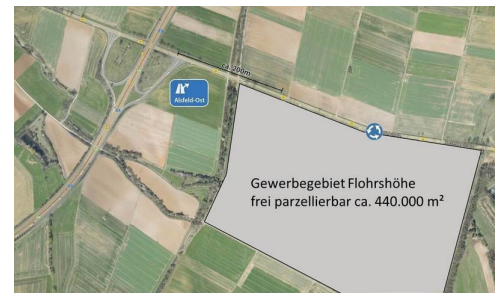 ca. 200m
Alsfeld-Ost
Gewerbegebiet Flohrshöhe
frei parzellierbar ca. 440.000 m²